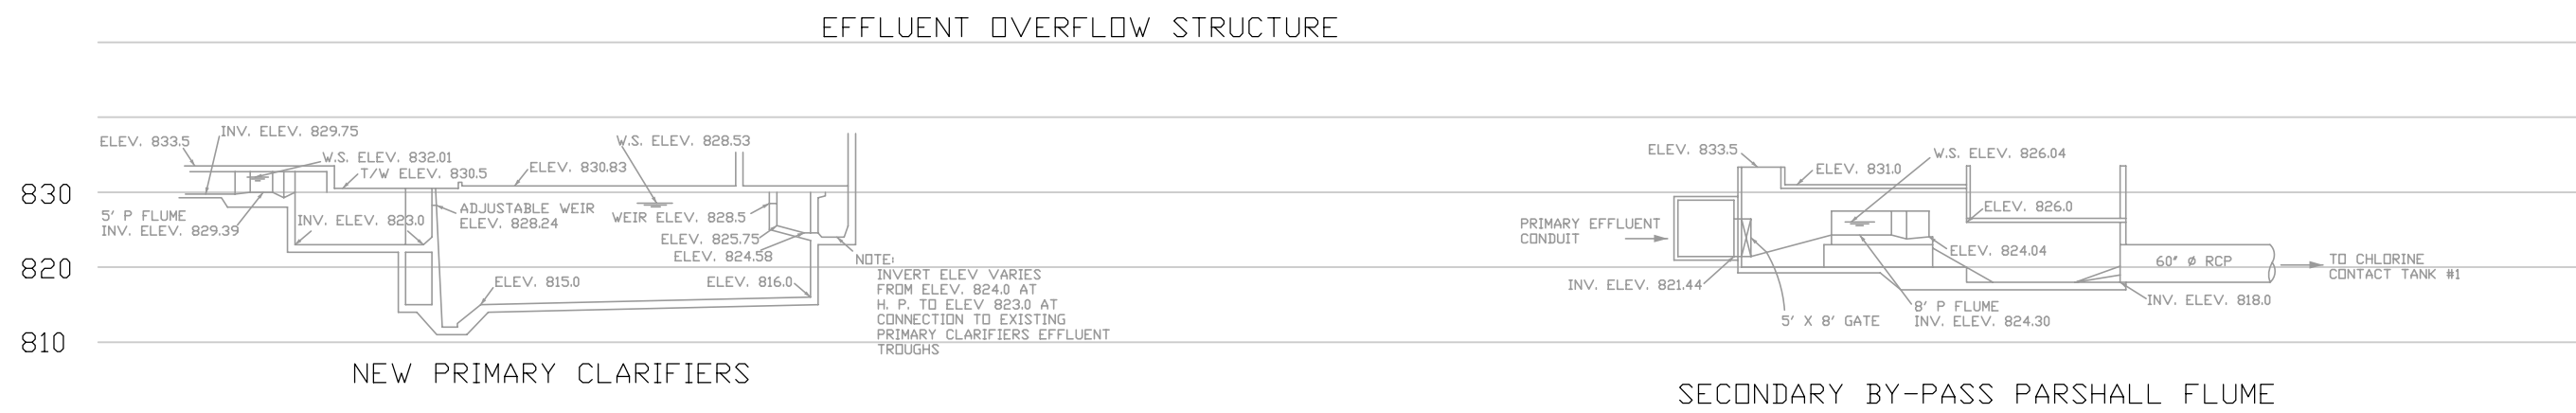 EFFLUENT OVERFLOW STRUCTURE
830
820
810
ELEV. 833.5
INV. ELEV. 829.75
W.S. ELEV. 832.01
T/W ELEV. 830.5
5' P FLUME
INV. ELEV. 829.39
INV. ELEV. 823.0
ADJUSTABLE WEIR
ELEV. 828.24
ELEV. 830.83
W.S. ELEV. 828.53
WEIR ELEV. 828.5
ELEV. 825.75
ELEV. 824.58
ELEV. 815.0
ELEV. 816.0
NOTE:
INVERT ELEV VARIES
FROM ELEV. 824.0 AT
H. P. TO ELEV 823.0 AT
CONNECTION TO EXISTING
PRIMARY CLARIFIERS EFFLUENT
TROUGHS
NEW PRIMARY CLARIFIERS
ELEV. 833.5
ELEV. 831.0
W.S. ELEV. 826.04
ELEV. 826.0
PRIMARY EFFLUENT
CONDUIT
ELEV. 824.04
60" Ø RCP
TO CHLORINE
CONTACT TANK #1
INV. ELEV. 821.44
INV. ELEV. 818.0
5' X 8' GATE
8' P FLUME
INV. ELEV. 824.30
SECONDARY BY-PASS PARSHALL FLUME